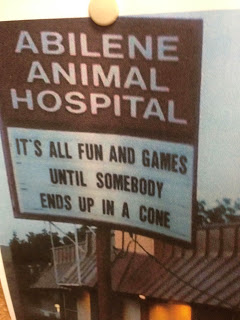 ABILENE
ANIMAL
HOSPITAL
IT'S ALL FUN AND GAMES
UNTIL SOMEBODY
ENDS UP IN A CONE